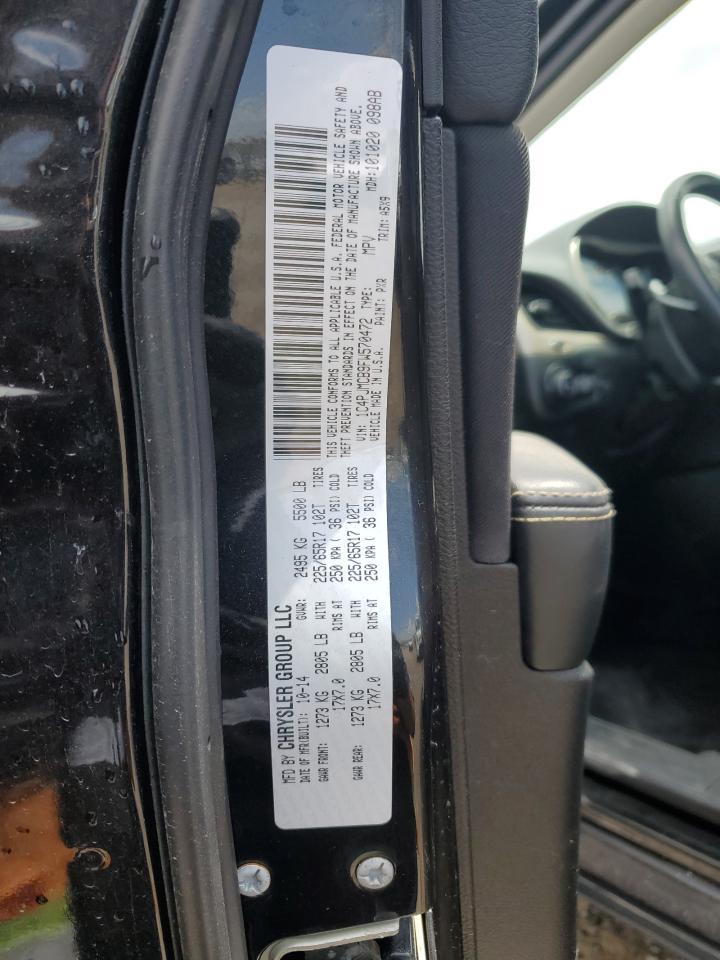 MFD BY CHRYSLER GROUP LLC
DATE OF MFR(BUILT): 10-14 GVWR: 2495 KG 5500 LB
GAWR FRONT: 1273 KG 2805 LB WITH 225/65R17 102T TIRES
17X7.0 RIMS AT 250 KPA ( 36 PSI) COLD
GAWR REAR: 1273 KG 2805 LB WITH 225/65R17 102T TIRES
17X7.0 RIMS AT 250 KPA ( 36 PSI) COLD
THIS VEHICLE CONFORMS TO ALL APPLICABLE U.S.A. FEDERAL MOTOR VEHICLE SAFETY AND
THEFT PREVENTION STANDARDS IN EFFECT ON THE DATE OF MANUFACTURE SHOWN ABOVE.
VIN: 1C4PJMCB9FW570472 TYPE: MPV MDH:101020 098AB
VEHICLE MADE IN U.S.A. PAINT: PXR TRIM: A5X9